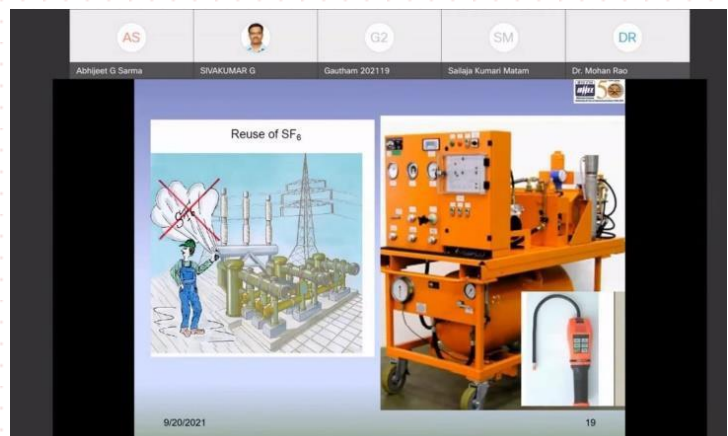 AS
G2
SM
DR
Abhijeet G Sarma
SIVAKUMAR G
Gautham 202119
Sailaja Kumari Matam
Dr. Mohan Rao
Reuse of SF₆
9/20/2021
19